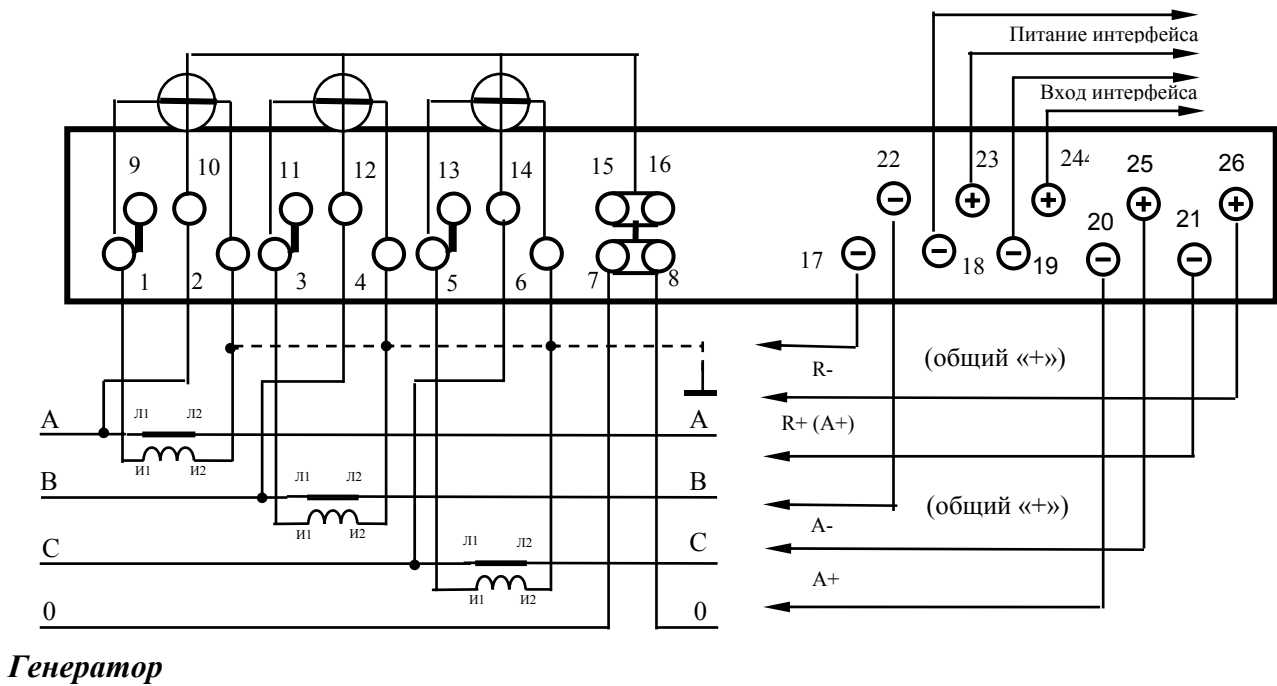 Питание интерфейса
Вход интерфейса
9 10 11 12 13 14 15 16 22 23 24 25 26
1 2 3 4 5 6 7 8 17 18 19 20 21
R-
(общий «+»)
R+ (A+)
A Л1 Л2 A
И1 И2
B Л1 Л2 B
И1 И2
(общий «+»)
A-
C Л1 Л2 C
И1 И2
A+
0 0
Генератор